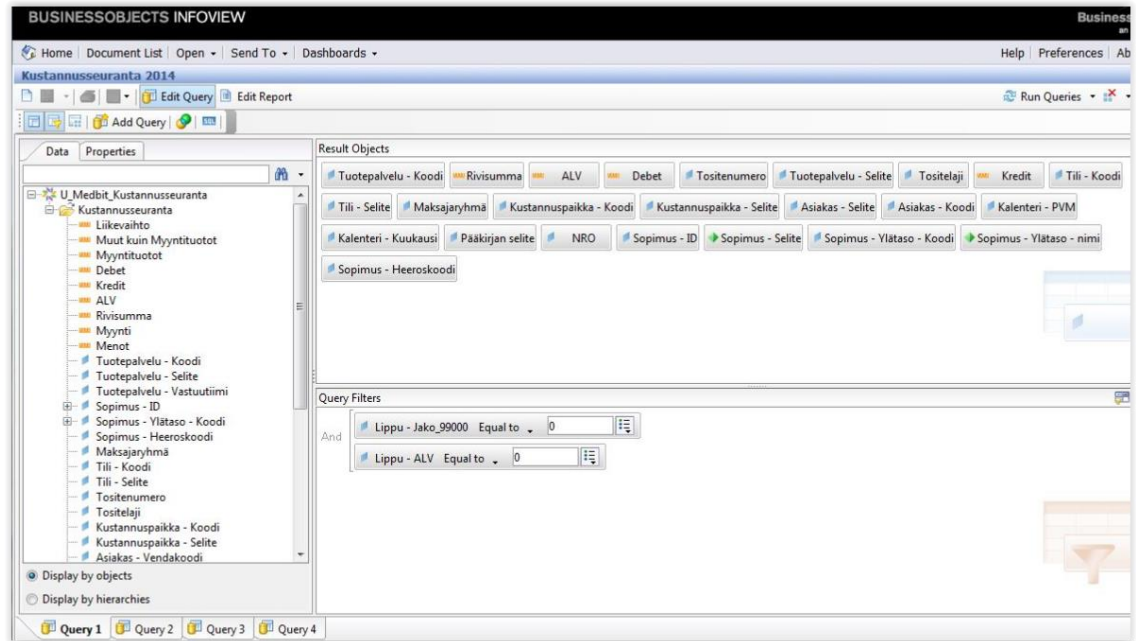 BUSINESSOBJECTS INFOVIEW
Business
an
Home Document List Open Send To Dashboards
Help Preferences Ab
Kustannusseuranta 2014
Edit Query Edit Report
Run Queries
Add Query SQL
Data Properties
Result Objects
Tuotepalvelu - Koodi Rivisumma ALV Debet Tositenumero Tuotepalvelu - Selite Tositelaji Kredit Tili - Koodi
Tili - Selite Maksajaryhmä Kustannuspaikka - Koodi Kustannuspaikka - Selite Asiakas - Selite Asiakas - Koodi Kalenteri - PVM
Kalenteri - Kuukausi Pääkirjan selite NRO Sopimus - ID Sopimus - Selite Sopimus - Ylätaso - Koodi Sopimus - Ylätaso - nimi
Sopimus - Heeroskoodi
U_Medbit_Kustannusseuranta
Kustannusseuranta
Liikevaihto
Muut kuin Myyntituotot
Myyntituotot
Debet
Kredit
ALV
Rivisumma
Myynti
Menot
Tuotepalvelu - Koodi
Tuotepalvelu - Selite
Tuotepalvelu - Vastuutiimi
Sopimus - ID
Sopimus - Ylätaso - Koodi
Sopimus - Heeroskoodi
Maksajaryhmä
Tili - Koodi
Tili - Selite
Tositenumero
Tositelaji
Kustannuspaikka - Koodi
Kustannuspaikka - Selite
Asiakas - Vendakoodi
Query Filters
And
Lippu - Jako_99000 Equal to 0
Lippu - ALV Equal to 0
Display by objects
Display by hierarchies
Query 1 Query 2 Query 3 Query 4